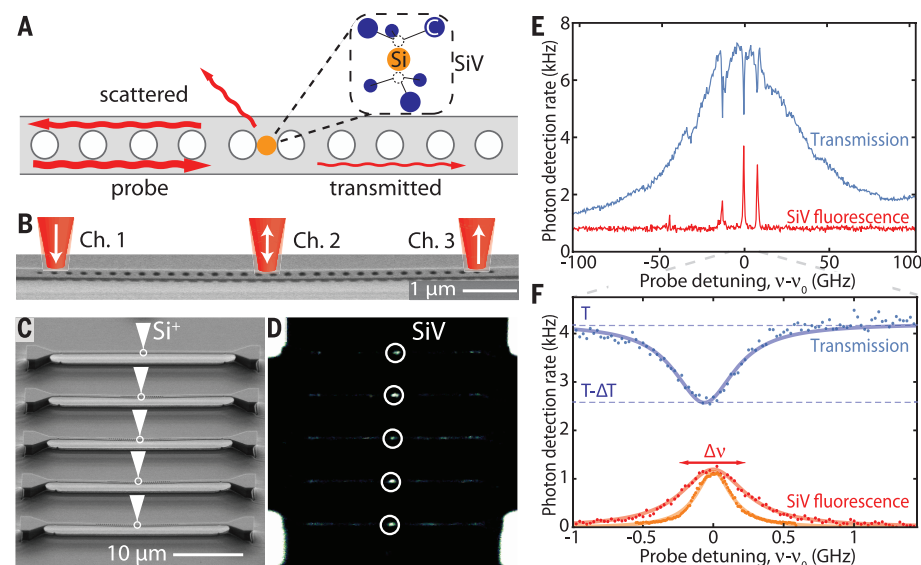 A
Si
SiV
scattered
probe
transmitted
B
Ch. 1
Ch. 2
Ch. 3
1 μm
C
Si⁺
10 μm
D
SiV
E
Photon detection rate (kHz)
8
6
4
2
0
Transmission
SiV fluorescence
-100
-50
0
50
100
Probe detuning, ν-ν₀ (GHz)
F
Photon detection rate (kHz)
4
3
2
1
0
T
Transmission
T-ΔT
Δν
SiV fluorescence
-1
-0.5
0
0.5
1
Probe detuning, ν-ν₀ (GHz)